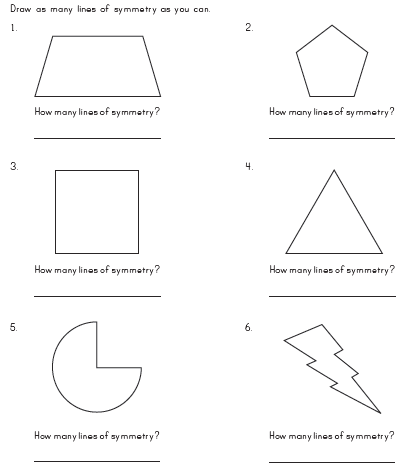 Draw as many lines of symmetry as you can.
1.
2.
How many lines of symmetry?
How many lines of symmetry?
3.
4.
How many lines of symmetry?
How many lines of symmetry?
5.
6.
How many lines of symmetry?
How many lines of symmetry?